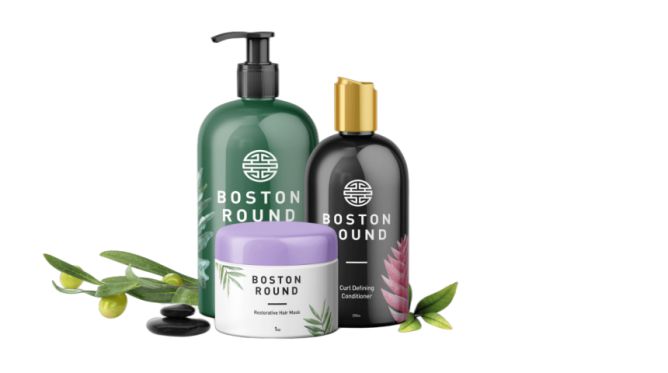 BOSTON
ROUND
BOSTON
ROUND
Curl Defining
Conditioner
BOSTON
ROUND
Restorative Hair Mask